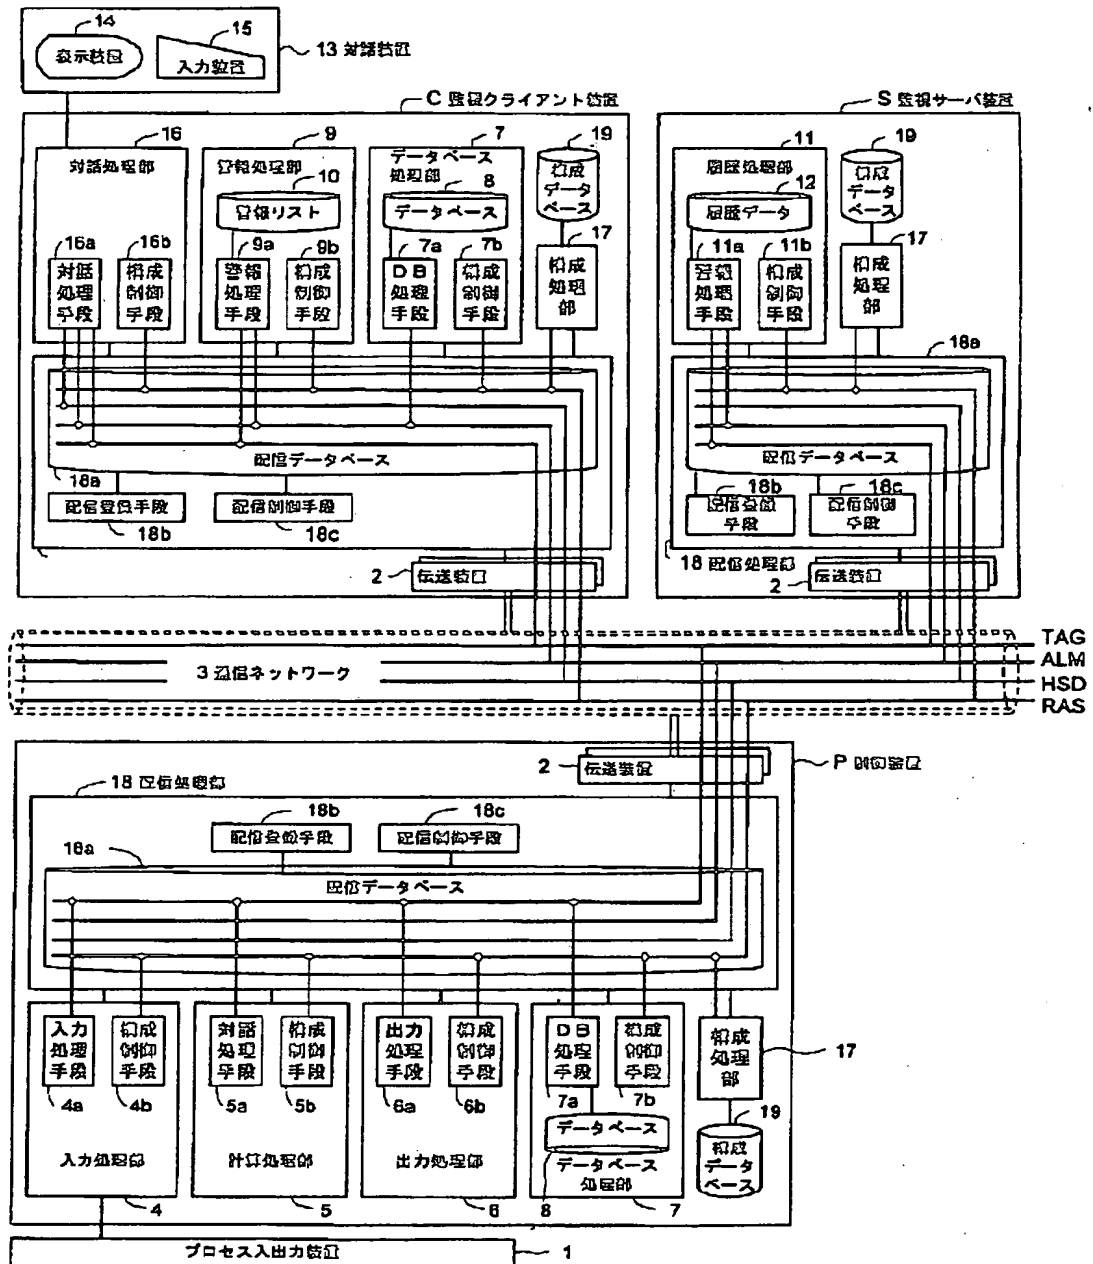 14
表示装置
15
入力装置
13 対話装置
C 監視クライアント装置
S 監視サーバ装置
16
対話処理部
16a
対話
処理
手段
16b
構成
制御
手段
9
警報処理部
10
警報リスト
9a
警報
処理
手段
9b
構成
制御
手段
7
データベース
処理部
8
データベース
7a
DB
処理
手段
7b
構成
制御
手段
19
構成
データ
ベース
17
構成
処理
部
11
履歴処理部
12
履歴データ
11a
警報
処理
手段
11b
構成
制御
手段
19
構成
データ
ベース
17
構成
処理
部
配信データベース
18a
配信登録手段
18b
配信制御手段
18c
2
伝送装置
18a
配信データベース
18b
配信登録
手段
18c
配信制御
手段
18 配信処理部
2
伝送装置
3 通信ネットワーク
TAG
ALM
HSD
RAS
2
伝送装置
P 制御装置
18 配信処理部
18b
配信登録手段
18c
配信制御手段
18a
配信データベース
入力
処理
手段
4a
構成
制御
手段
4b
入力処理部
4
対話
処理
手段
5a
構成
制御
手段
5b
計算処理部
5
出力
処理
手段
6a
構成
制御
手段
6b
出力処理部
6
DB
処理
手段
7a
構成
制御
手段
7b
データベース
データベース
処理部
8
7
構成
処理
部
17
19
構成
データ
ベース
プロセス入出力装置
1